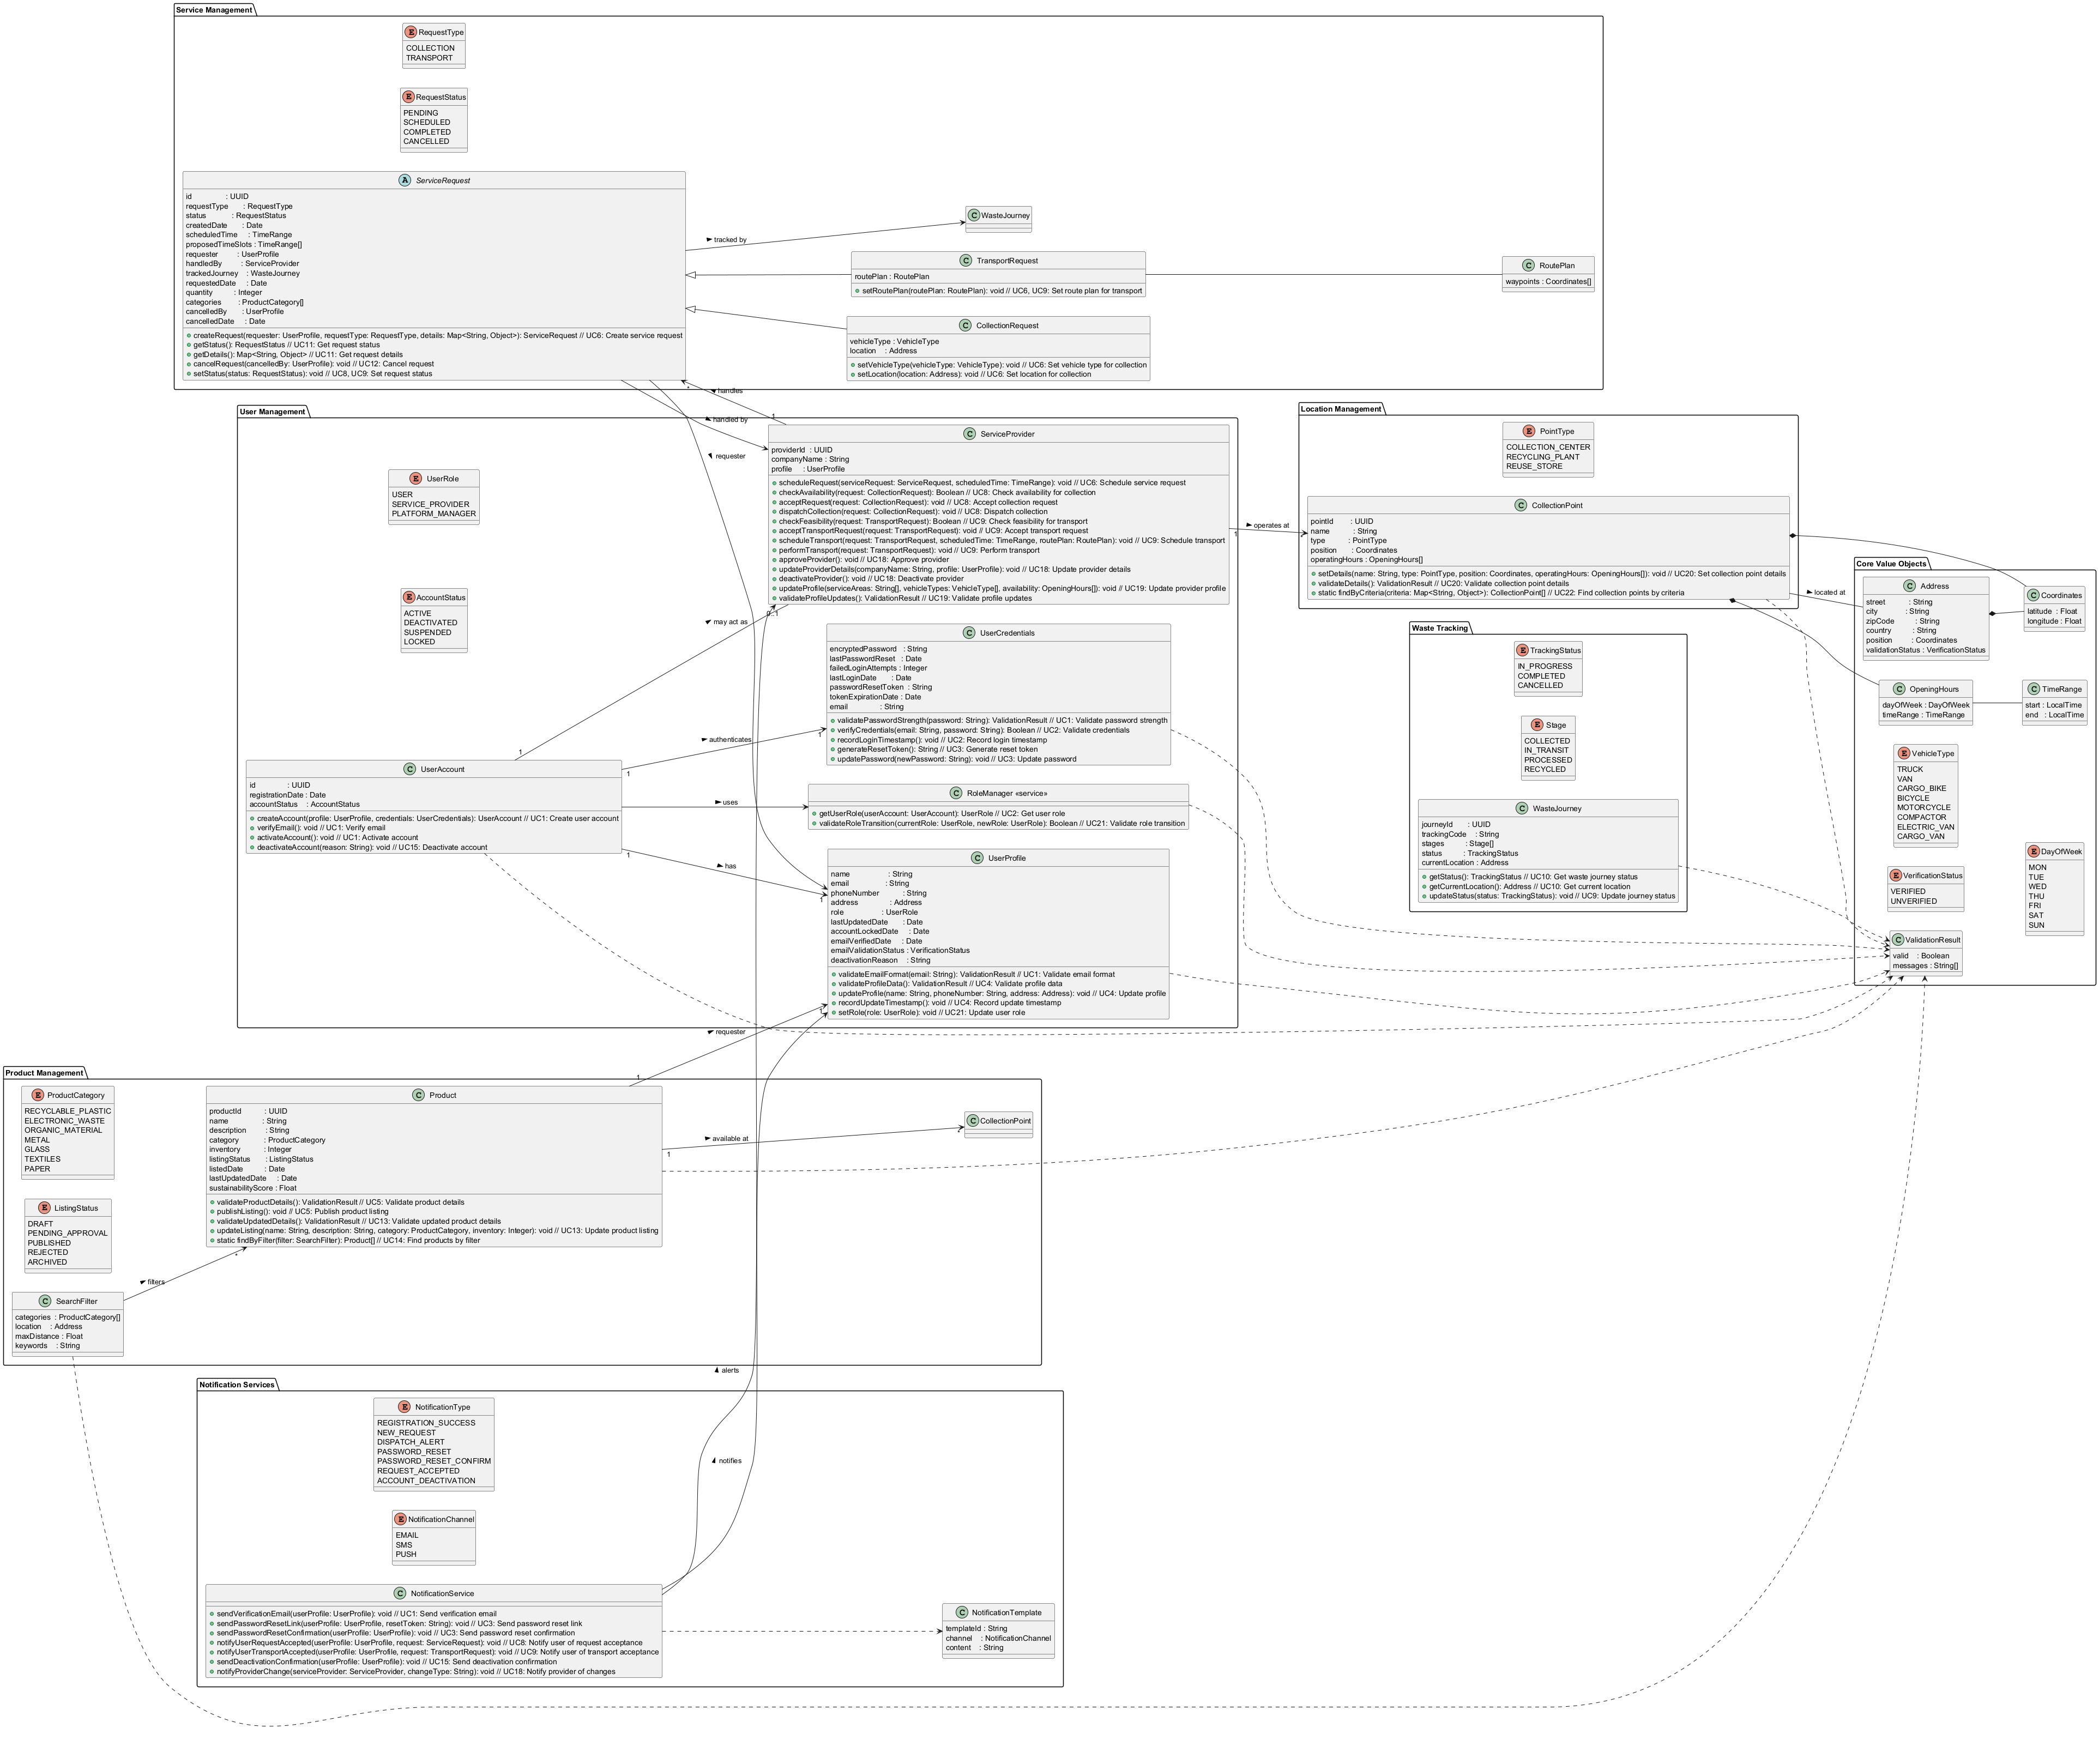 Service Management
RequestType
COLLECTION
TRANSPORT
RequestStatus
PENDING
SCHEDULED
COMPLETED
CANCELLED
ServiceRequest
id : UUID
requestType : RequestType
status : RequestStatus
createdDate : Date
scheduledTime : TimeRange
proposedTimeSlots : TimeRange[]
requester : UserProfile
handledBy : ServiceProvider
trackedJourney : WasteJourney
requestedDate : Date
quantity : Integer
categories : ProductCategory[]
cancelledBy : UserProfile
cancelledDate : Date
createRequest(requester: UserProfile, requestType: RequestType, details: Map<String, Object>): ServiceRequest // UC6: Create service request
getStatus(): RequestStatus // UC11: Get request status
getDetails(): Map<String, Object> // UC11: Get request details
cancelRequest(cancelledBy: UserProfile): void // UC12: Cancel request
setStatus(status: RequestStatus): void // UC8, UC9: Set request status
tracked by
WasteJourney
TransportRequest
routePlan : RoutePlan
setRoutePlan(routePlan: RoutePlan): void // UC6, UC9: Set route plan for transport
RoutePlan
waypoints : Coordinates[]
CollectionRequest
vehicleType : VehicleType
location : Address
setVehicleType(vehicleType: VehicleType): void // UC6: Set vehicle type for collection
setLocation(location: Address): void // UC6: Set location for collection
* handles
1
handled by
requester
User Management
UserRole
USER
SERVICE_PROVIDER
PLATFORM_MANAGER
AccountStatus
ACTIVE
DEACTIVATED
SUSPENDED
LOCKED
ServiceProvider
providerId : UUID
companyName : String
profile : UserProfile
scheduleRequest(serviceRequest: ServiceRequest, scheduledTime: TimeRange): void // UC6: Schedule service request
checkAvailability(request: CollectionRequest): Boolean // UC8: Check availability for collection
acceptRequest(request: CollectionRequest): void // UC8: Accept collection request
dispatchCollection(request: CollectionRequest): void // UC8: Dispatch collection
checkFeasibility(request: TransportRequest): Boolean // UC9: Check feasibility for transport
acceptTransportRequest(request: TransportRequest): void // UC9: Accept transport request
scheduleTransport(request: TransportRequest, scheduledTime: TimeRange, routePlan: RoutePlan): void // UC9: Schedule transport
performTransport(request: TransportRequest): void // UC9: Perform transport
approveProvider(): void // UC18: Approve provider
updateProviderDetails(companyName: String, profile: UserProfile): void // UC18: Update provider details
deactivateProvider(): void // UC18: Deactivate provider
updateProfile(serviceAreas: String[], vehicleTypes: VehicleType[], availability: OpeningHours[]): void // UC19: Update provider profile
validateProfileUpdates(): ValidationResult // UC19: Validate profile updates
0..1
may act as
1
UserCredentials
encryptedPassword : String
lastPasswordReset : Date
failedLoginAttempts : Integer
lastLoginDate : Date
passwordResetToken : String
tokenExpirationDate : Date
email : String
validatePasswordStrength(password: String): ValidationResult // UC1: Validate password strength
verifyCredentials(email: String, password: String): Boolean // UC2: Validate credentials
recordLoginTimestamp(): void // UC2: Record login timestamp
generateResetToken(): String // UC3: Generate reset token
updatePassword(newPassword: String): void // UC3: Update password
authenticates
1
1
UserAccount
id : UUID
registrationDate : Date
accountStatus : AccountStatus
createAccount(profile: UserProfile, credentials: UserCredentials): UserAccount // UC1: Create user account
verifyEmail(): void // UC1: Verify email
activateAccount(): void // UC1: Activate account
deactivateAccount(reason: String): void // UC15: Deactivate account
uses
RoleManager «service»
getUserRole(userAccount: UserAccount): UserRole // UC2: Get user role
validateRoleTransition(currentRole: UserRole, newRole: UserRole): Boolean // UC21: Validate role transition
1
has
1
UserProfile
name : String
email : String
phoneNumber : String
address : Address
role : UserRole
lastUpdatedDate : Date
accountLockedDate : Date
emailVerifiedDate : Date
emailValidationStatus : VerificationStatus
deactivationReason : String
validateEmailFormat(email: String): ValidationResult // UC1: Validate email format
validateProfileData(): ValidationResult // UC4: Validate profile data
updateProfile(name: String, phoneNumber: String, address: Address): void // UC4: Update profile
recordUpdateTimestamp(): void // UC4: Record update timestamp
setRole(role: UserRole): void // UC21: Update user role
1
requester
1
1
operates at
*
Location Management
PointType
COLLECTION_CENTER
RECYCLING_PLANT
REUSE_STORE
CollectionPoint
pointId : UUID
name : String
type : PointType
position : Coordinates
operatingHours : OpeningHours[]
setDetails(name: String, type: PointType, position: Coordinates, operatingHours: OpeningHours[]): void // UC20: Set collection point details
validateDetails(): ValidationResult // UC20: Validate collection point details
static findByCriteria(criteria: Map<String, Object>): CollectionPoint[] // UC22: Find collection points by criteria
located at
Waste Tracking
TrackingStatus
IN_PROGRESS
COMPLETED
CANCELLED
Stage
COLLECTED
IN_TRANSIT
PROCESSED
RECYCLED
WasteJourney
journeyId : UUID
trackingCode : String
stages : Stage[]
status : TrackingStatus
currentLocation : Address
getStatus(): TrackingStatus // UC10: Get waste journey status
getCurrentLocation(): Address // UC10: Get current location
updateStatus(status: TrackingStatus): void // UC9: Update journey status
Core Value Objects
Address
street : String
city : String
zipCode : String
country : String
position : Coordinates
validationStatus : VerificationStatus
Coordinates
latitude : Float
longitude : Float
OpeningHours
dayOfWeek : DayOfWeek
timeRange : TimeRange
TimeRange
start : LocalTime
end : LocalTime
VehicleType
TRUCK
VAN
CARGO_BIKE
BICYCLE
MOTORCYCLE
COMPACTOR
ELECTRIC_VAN
CARGO_VAN
VerificationStatus
VERIFIED
UNVERIFIED
DayOfWeek
MON
TUE
WED
THU
FRI
SAT
SUN
ValidationResult
valid : Boolean
messages : String[]
Product Management
ProductCategory
RECYCLABLE_PLASTIC
ELECTRONIC_WASTE
ORGANIC_MATERIAL
METAL
GLASS
TEXTILES
PAPER
ListingStatus
DRAFT
PENDING_APPROVAL
PUBLISHED
REJECTED
ARCHIVED
SearchFilter
categories : ProductCategory[]
location : Address
maxDistance : Float
keywords : String
filters
*
Product
productId : UUID
name : String
description : String
category : ProductCategory
inventory : Integer
listingStatus : ListingStatus
listedDate : Date
lastUpdatedDate : Date
sustainabilityScore : Float
validateProductDetails(): ValidationResult // UC5: Validate product details
publishListing(): void // UC5: Publish product listing
validateUpdatedDetails(): ValidationResult // UC13: Validate updated product details
updateListing(name: String, description: String, category: ProductCategory, inventory: Integer): void // UC13: Update product listing
static findByFilter(filter: SearchFilter): Product[] // UC14: Find products by filter
1
available at
*
CollectionPoint
alerts
notifies
Notification Services
NotificationType
REGISTRATION_SUCCESS
NEW_REQUEST
DISPATCH_ALERT
PASSWORD_RESET
PASSWORD_RESET_CONFIRM
REQUEST_ACCEPTED
ACCOUNT_DEACTIVATION
NotificationChannel
EMAIL
SMS
PUSH
NotificationService
sendVerificationEmail(userProfile: UserProfile): void // UC1: Send verification email
sendPasswordResetLink(userProfile: UserProfile, resetToken: String): void // UC3: Send password reset link
sendPasswordResetConfirmation(userProfile: UserProfile): void // UC3: Send password reset confirmation
notifyUserRequestAccepted(userProfile: UserProfile, request: ServiceRequest): void // UC8: Notify user of request acceptance
notifyUserTransportAccepted(userProfile: UserProfile, request: TransportRequest): void // UC9: Notify user of transport acceptance
sendDeactivationConfirmation(userProfile: UserProfile): void // UC15: Send deactivation confirmation
notifyProviderChange(serviceProvider: ServiceProvider, changeType: String): void // UC18: Notify provider of changes
NotificationTemplate
templateId : String
channel : NotificationChannel
content : String